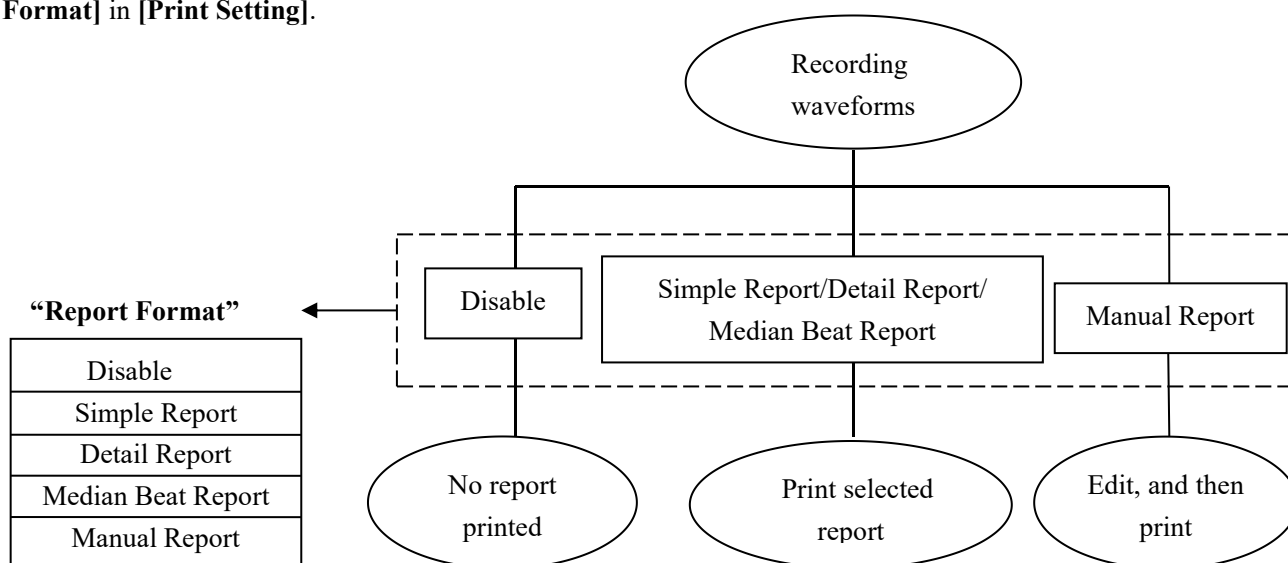 Format] in [Print Setting].
Recording
waveforms
Disable
Simple Report/Detail Report/
Median Beat Report
Manual Report
“Report Format”
Disable
Simple Report
Detail Report
Median Beat Report
Manual Report
No report
printed
Print selected
report
Edit, and then
print